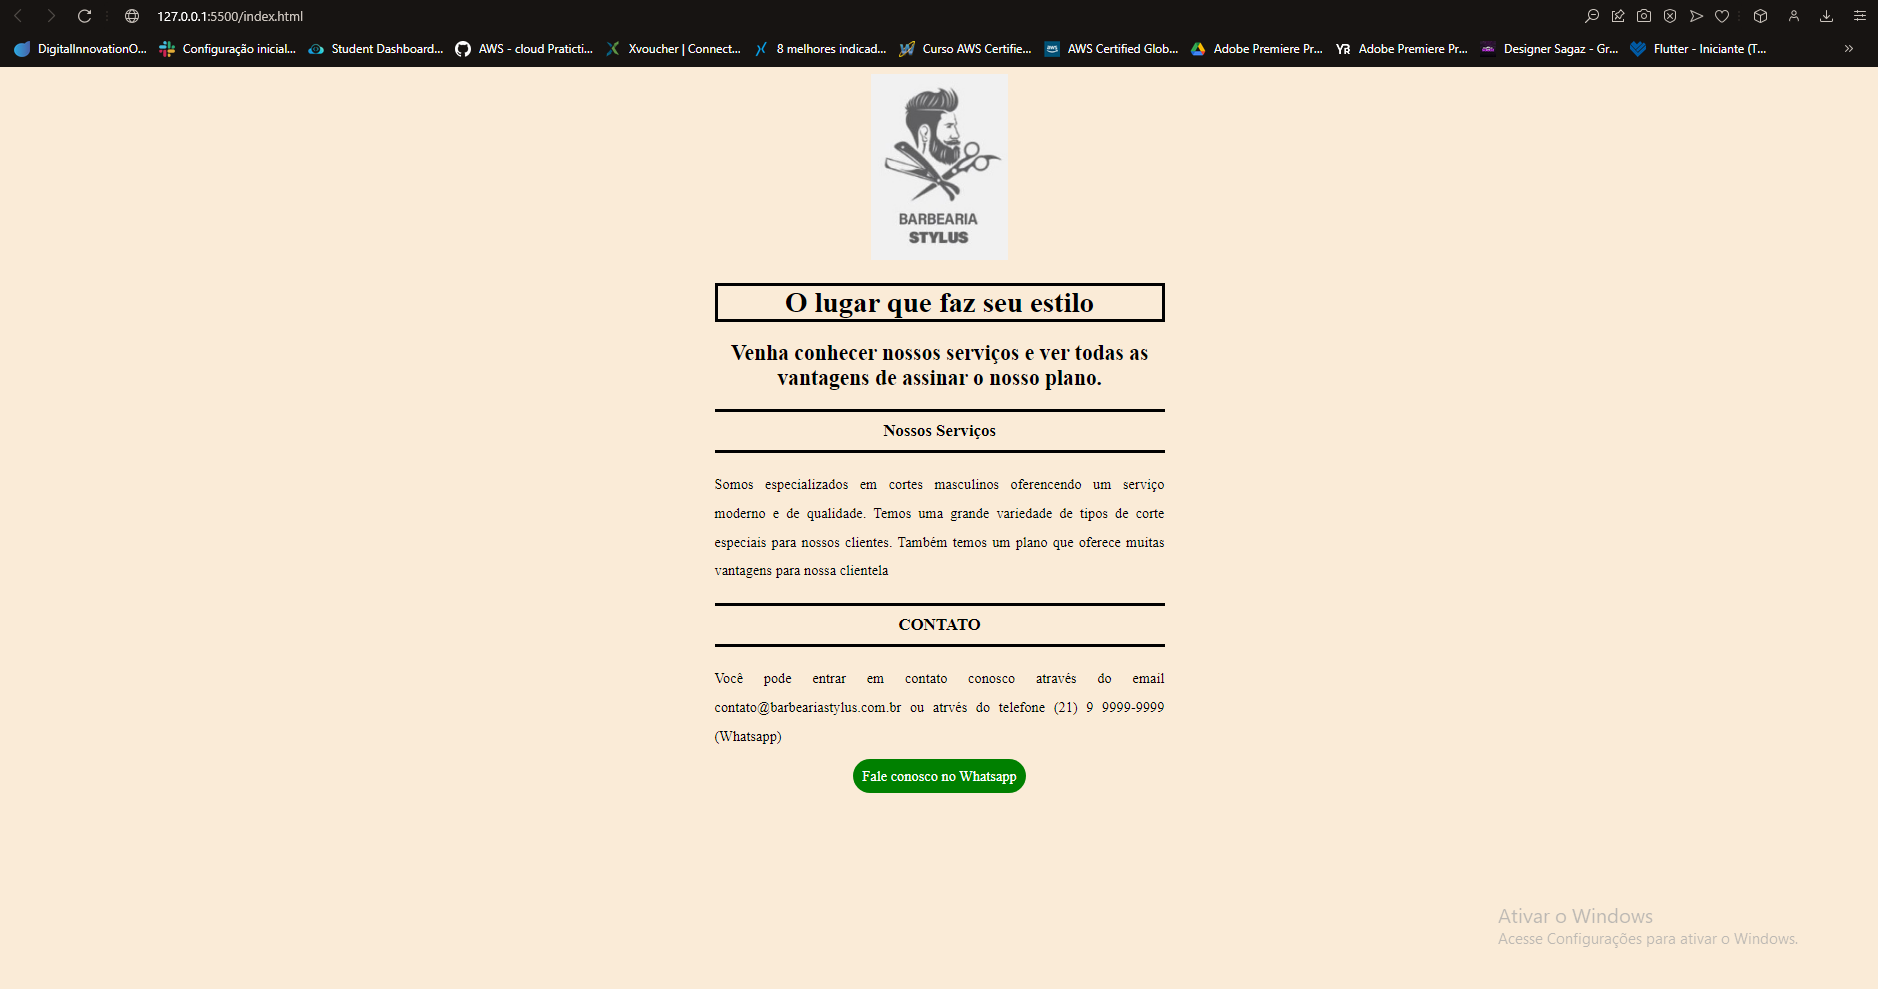 127.0.0.1:5500/index.html
DigitalInnovationO... Configuração inicial... Student Dashboard... AWS - cloud Praticti... Xvoucher | Connect... 8 melhores indicad... Curso AWS Certifie... AWS Certified Glob... Adobe Premiere Pr... YR Adobe Premiere Pr... Designer Sagaz - Gr... Flutter - Iniciante (T... »
BARBEARIA
STYLUS
O lugar que faz seu estilo
Venha conhecer nossos serviços e ver todas as
vantagens de assinar o nosso plano.
Nossos Serviços
Somos especializados em cortes masculinos oferencendo um serviço
moderno e de qualidade. Temos uma grande variedade de tipos de corte
especiais para nossos clientes. Também temos um plano que oferece muitas
vantagens para nossa clientela
CONTATO
Você pode entrar em contato conosco através do email
contato@barbeariastylus.com.br ou atrvés do telefone (21) 9 9999-9999
(Whatsapp)
Fale conosco no Whatsapp
Ativar o Windows
Acesse Configurações para ativar o Windows.